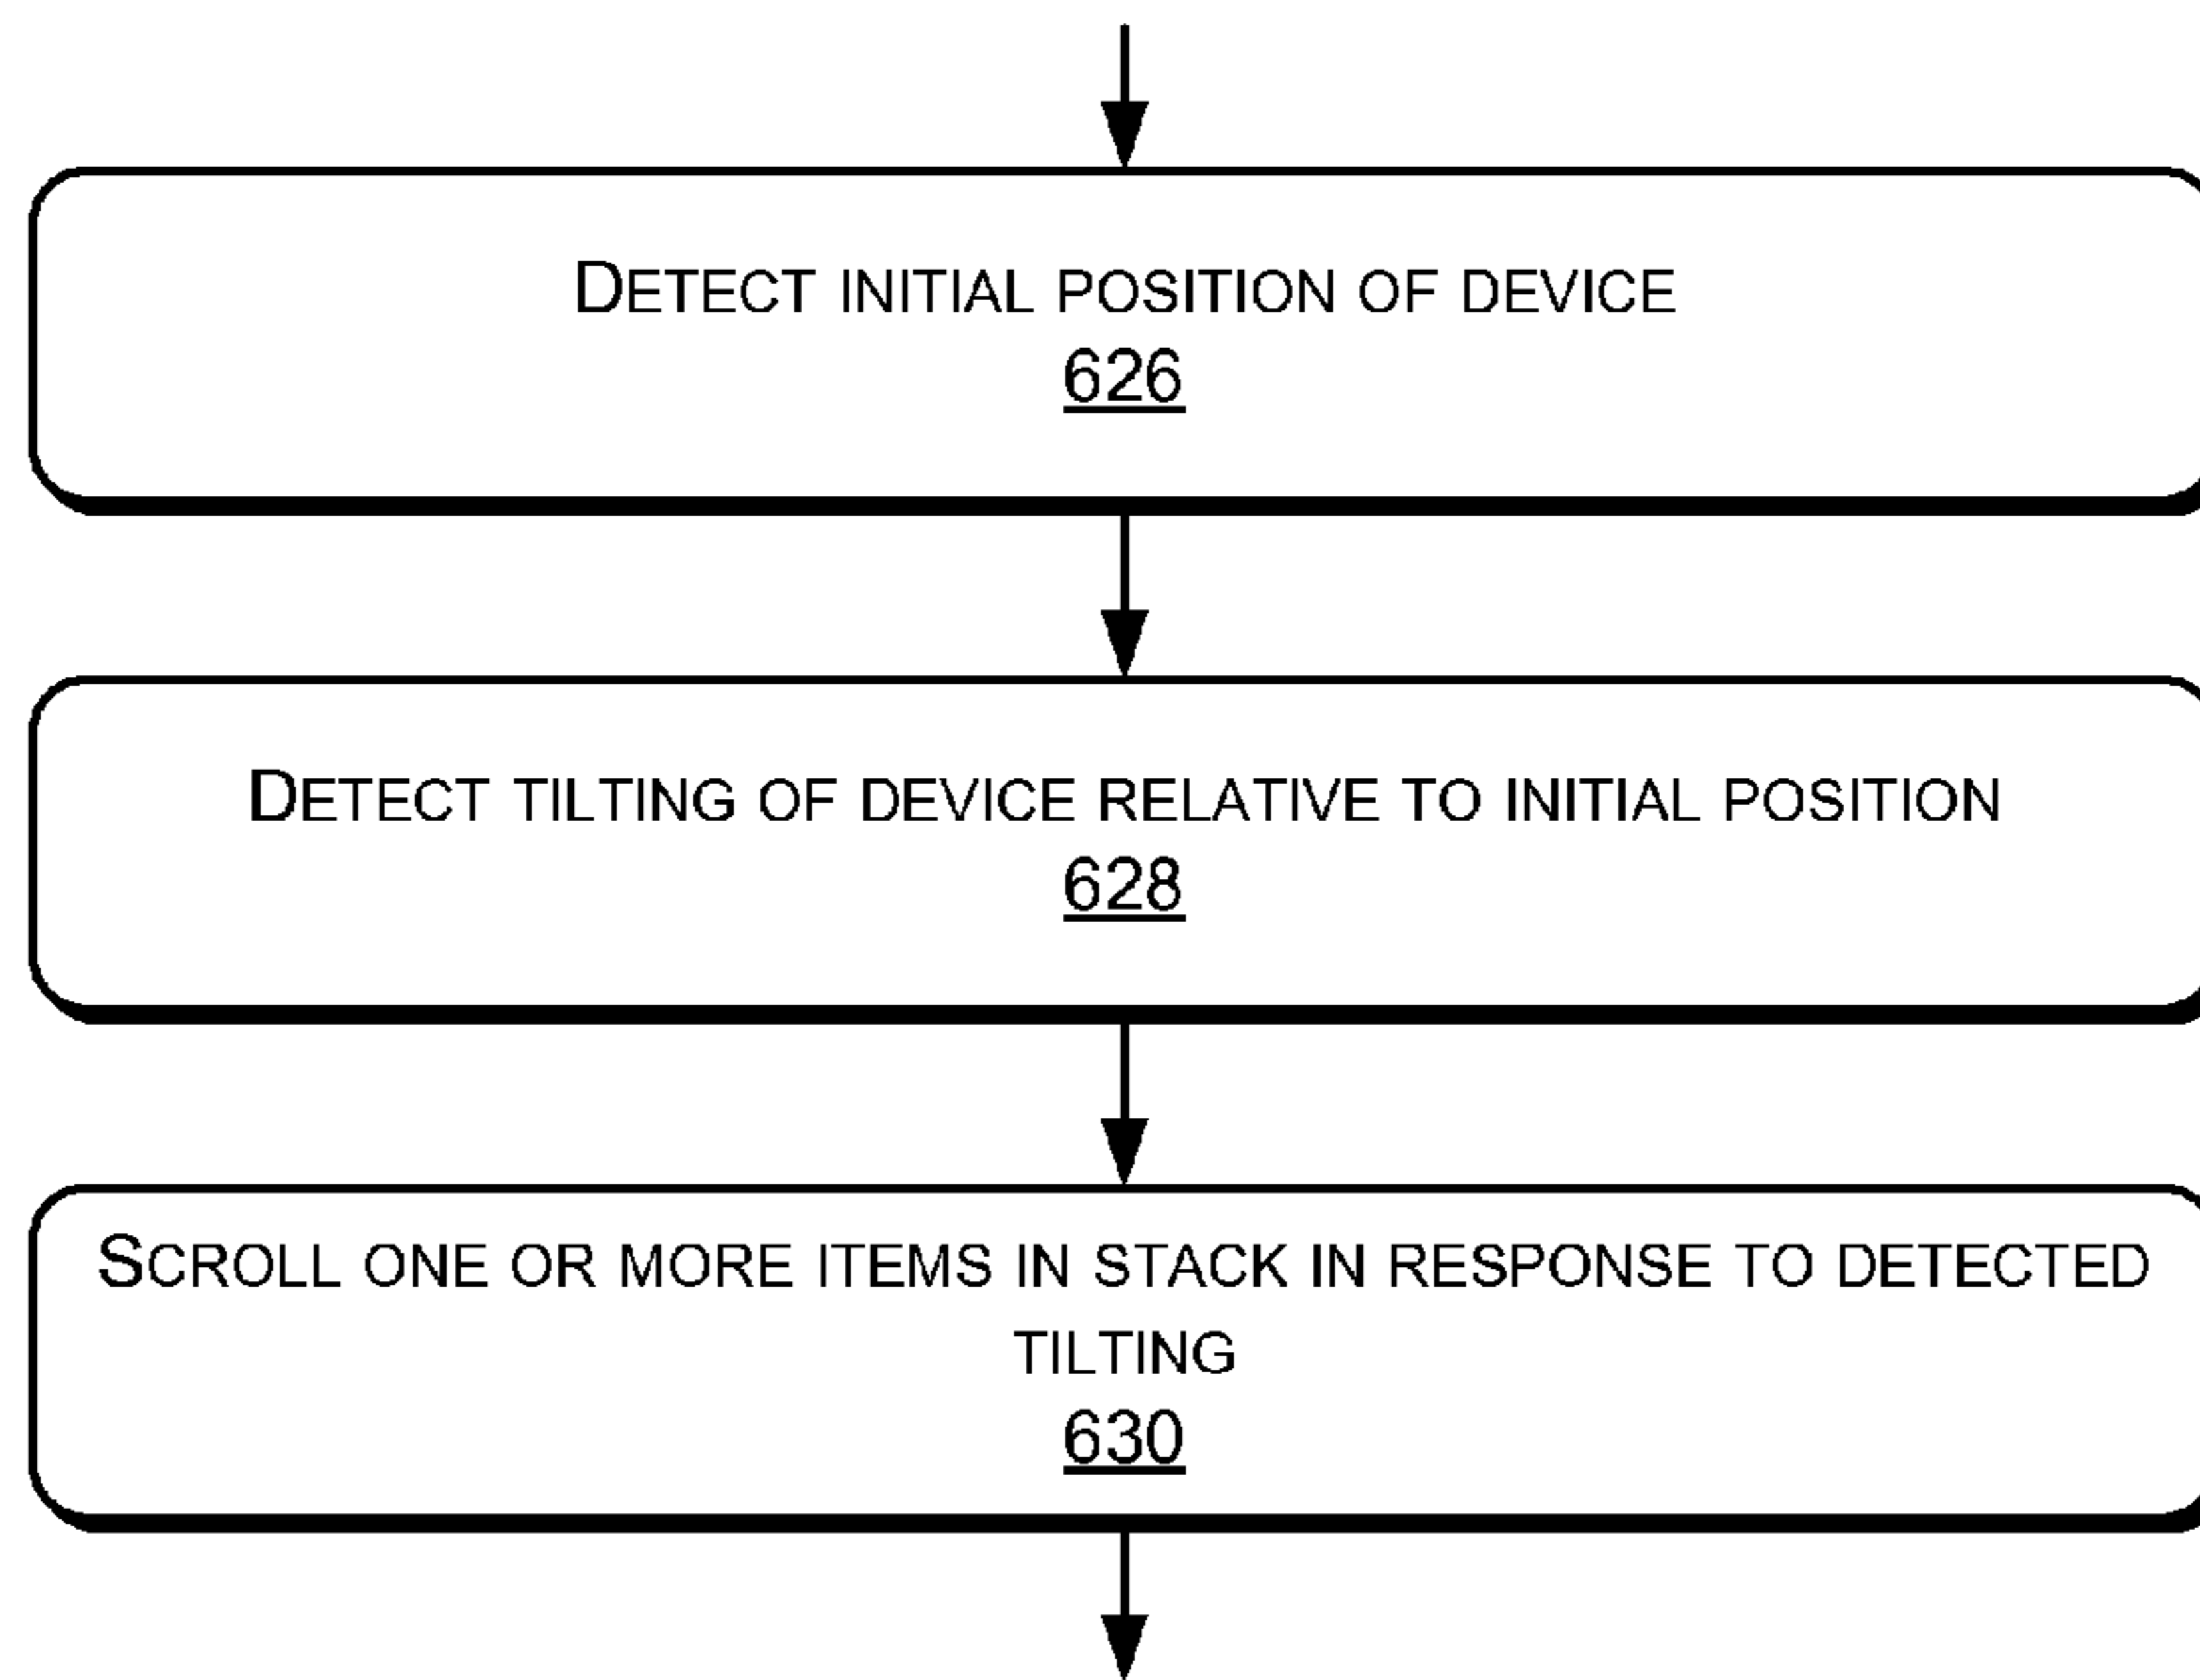 Detect initial position of device
626
Detect tilting of device relative to initial position
628
Scroll one or more items in stack in response to detected
tilting
630